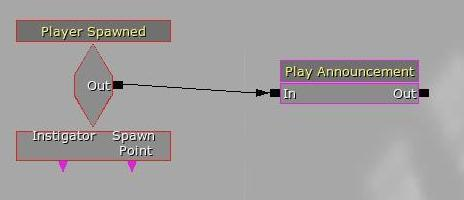 Player Spawned
Play Announcement
Out
In Out
Instigator Spawn
Point